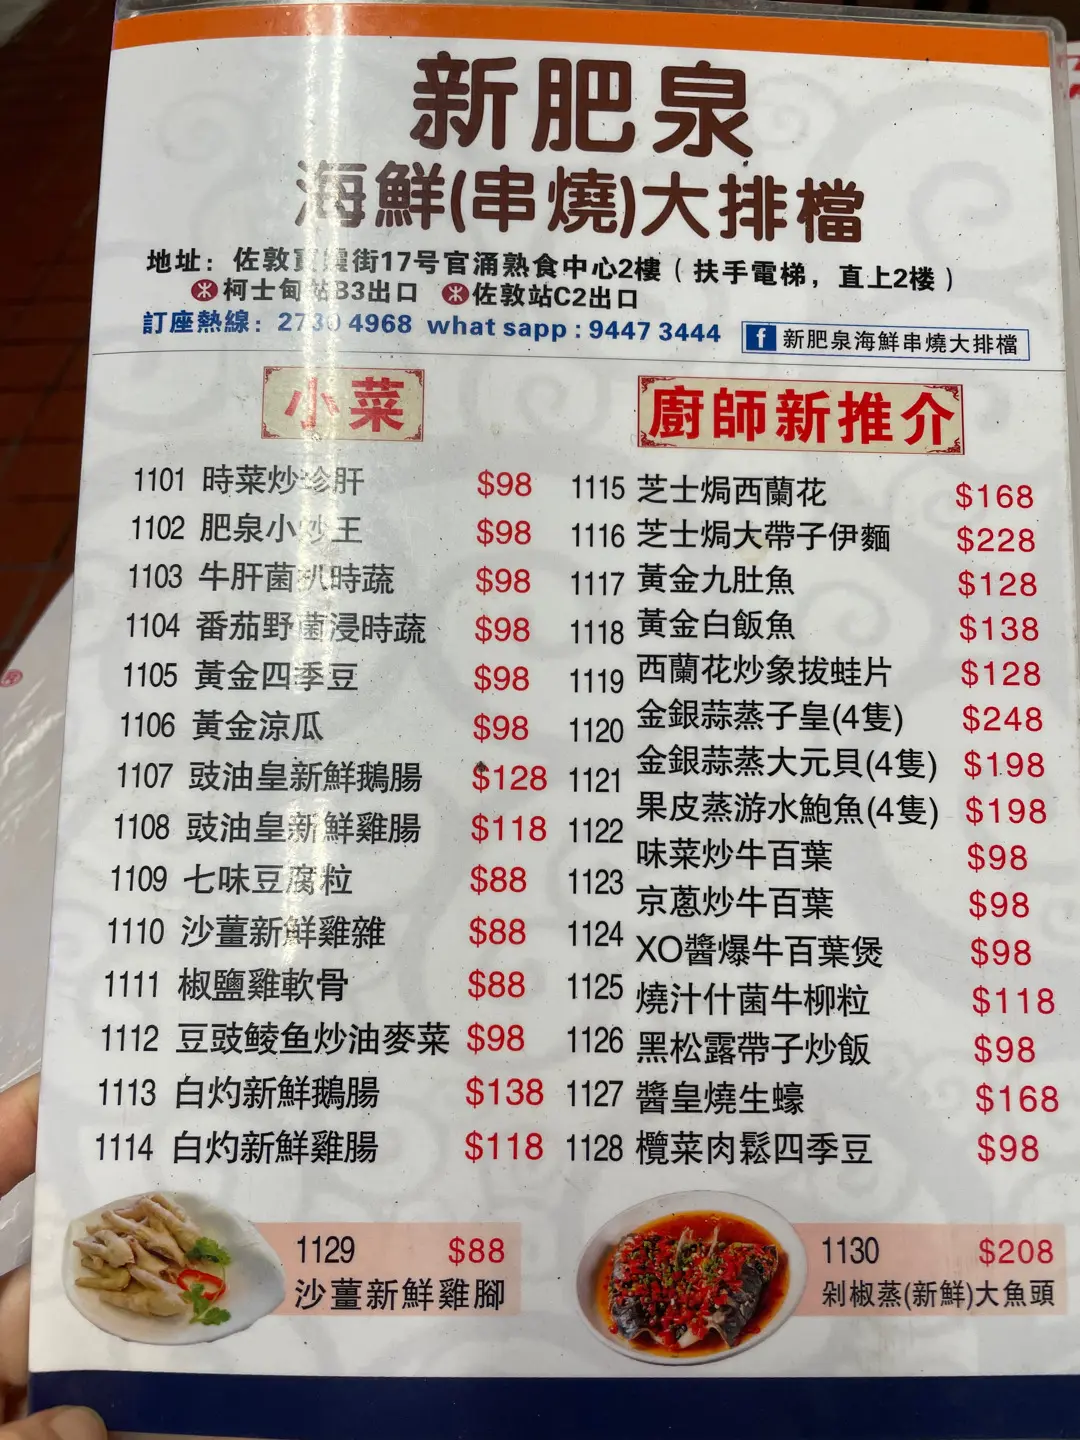 新肥泉
海鮮(串燒)大排檔
地址：佐敦寶靈街17号官涌熟食中心2樓（扶手電梯，直上2楼）
柯士甸站B3出口 佐敦站C2出口
訂座熱線：2730 4968 what sapp : 9447 3444
f 新肥泉海鮮串燒大排檔
小菜
1101 時菜炒珍肝 $98
1102 肥泉小炒王 $98
1103 牛肝菌扒時蔬 $98
1104 番茄野菌浸時蔬 $98
1105 黃金四季豆 $98
1106 黃金涼瓜 $98
1107 豉油皇新鮮鵝腸 $128
1108 豉油皇新鮮雞腸 $118
1109 七味豆腐粒 $88
1110 沙薑新鮮雞雜 $88
1111 椒鹽雞軟骨 $88
1112 豆豉鲮鱼炒油麥菜 $98
1113 白灼新鮮鵝腸 $138
1114 白灼新鮮雞腸 $118
廚師新推介
1115 芝士焗西蘭花 $168
1116 芝士焗大帶子伊麵 $228
1117 黃金九肚魚 $128
1118 黃金白飯魚 $138
1119 西蘭花炒象拔蛙片 $128
1120 金銀蒜蒸子皇(4隻) $248
1121 金銀蒜蒸大元貝(4隻) $198
1122 果皮蒸游水鮑魚(4隻) $198
味菜炒牛百葉 $98
1123 京蔥炒牛百葉 $98
1124 XO醬爆牛百葉煲 $98
1125 燒汁什菌牛柳粒 $118
1126 黑松露帶子炒飯 $98
1127 醬皇燒生蠔 $168
1128 欖菜肉鬆四季豆 $98
1129 $88
沙薑新鮮雞腳
1130 $208
剁椒蒸(新鮮)大魚頭